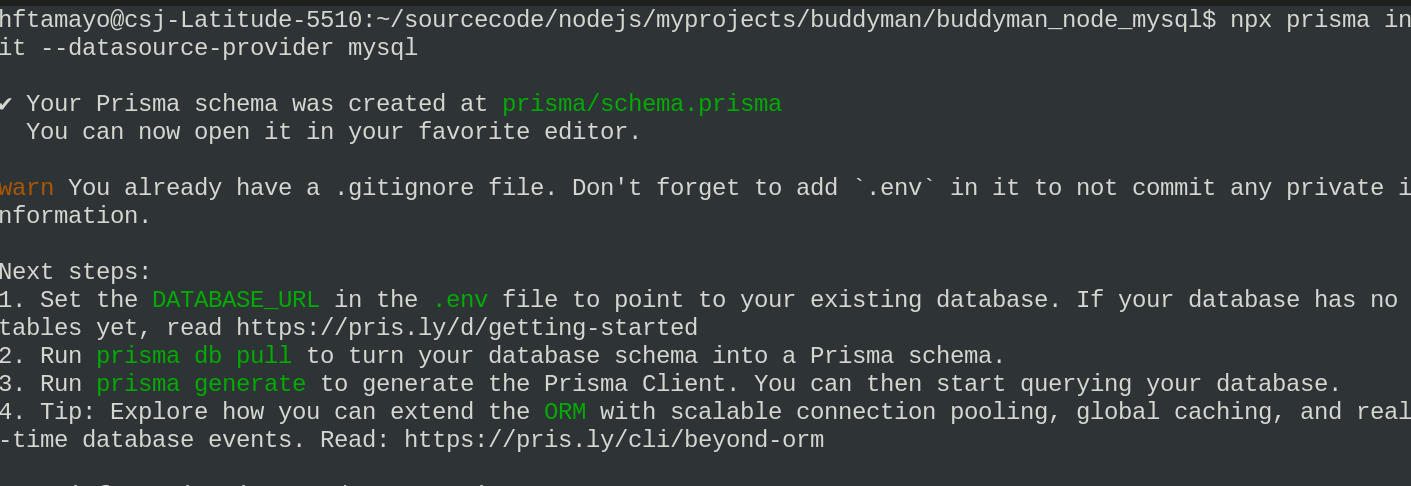 hftamayo@csj-Latitude-5510:~/sourcecode/nodejs/myprojects/buddyman/buddyman_node_mysql$ npx prisma in
it --datasource-provider mysql
✔ Your Prisma schema was created at prisma/schema.prisma
You can now open it in your favorite editor.
warn You already have a .gitignore file. Don't forget to add `.env` in it to not commit any private i
nformation.
Next steps:
1. Set the DATABASE_URL in the .env file to point to your existing database. If your database has no
tables yet, read https://pris.ly/d/getting-started
2. Run prisma db pull to turn your database schema into a Prisma schema.
3. Run prisma generate to generate the Prisma Client. You can then start querying your database.
4. Tip: Explore how you can extend the ORM with scalable connection pooling, global caching, and real
-time database events. Read: https://pris.ly/cli/beyond-orm